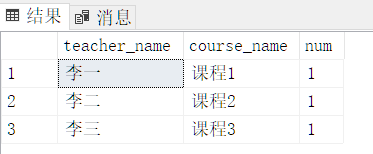 结果 消息
teacher_name course_name num
1 李一 课程1 1
2 李二 课程2 1
3 李三 课程3 1